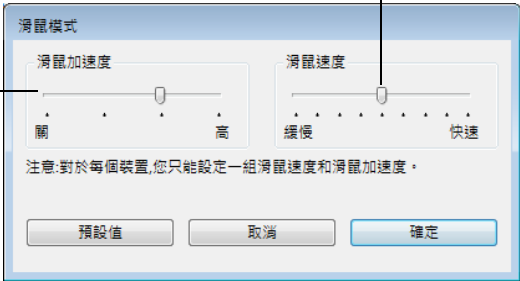 滑鼠模式
滑鼠加速度
滑鼠速度
關
高
緩慢
快速
注意:對於每個裝置,您只能設定一組滑鼠速度和滑鼠加速度。
預設值
取消
確定